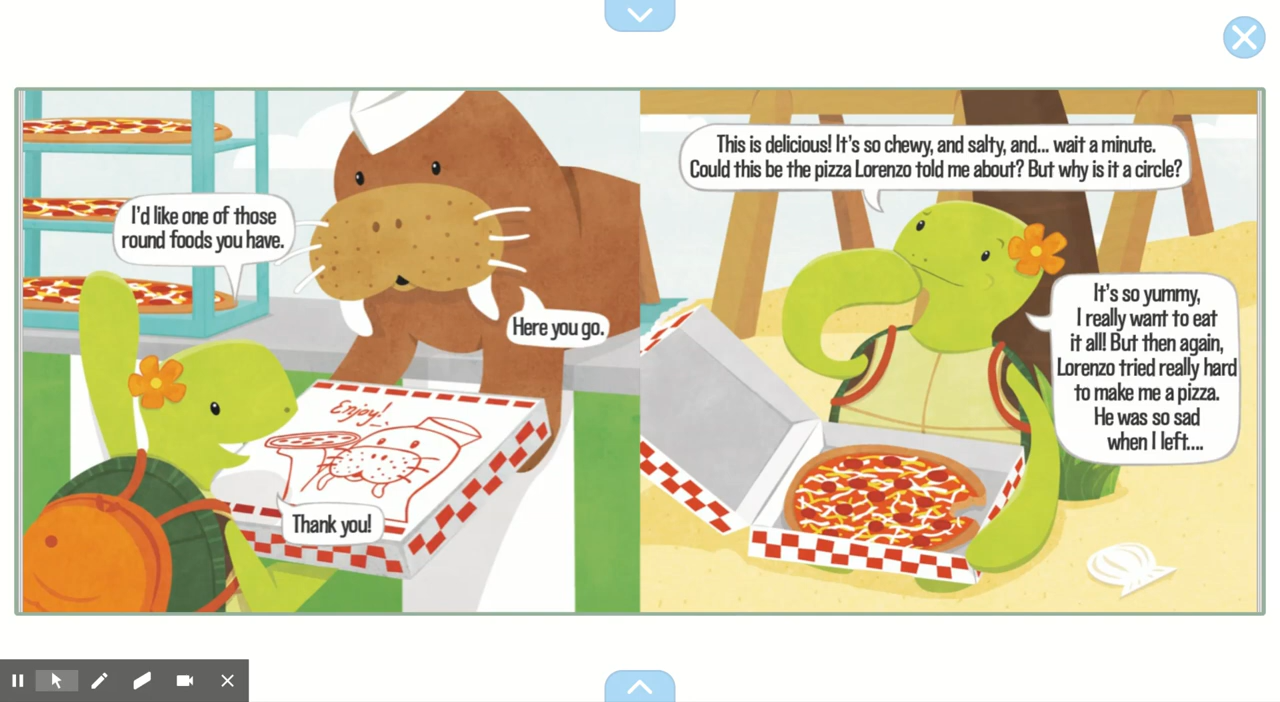 I'd like one of those
round foods you have.
Here you go.
Enjoy!
Thank you!
This is delicious! It's so chewy, and salty, and... wait a minute.
Could this be the pizza Lorenzo told me about? But why is it a circle?
It's so yummy,
I really want to eat
it all! But then again,
Lorenzo tried really hard
to make me a pizza.
He was so sad
when I left....